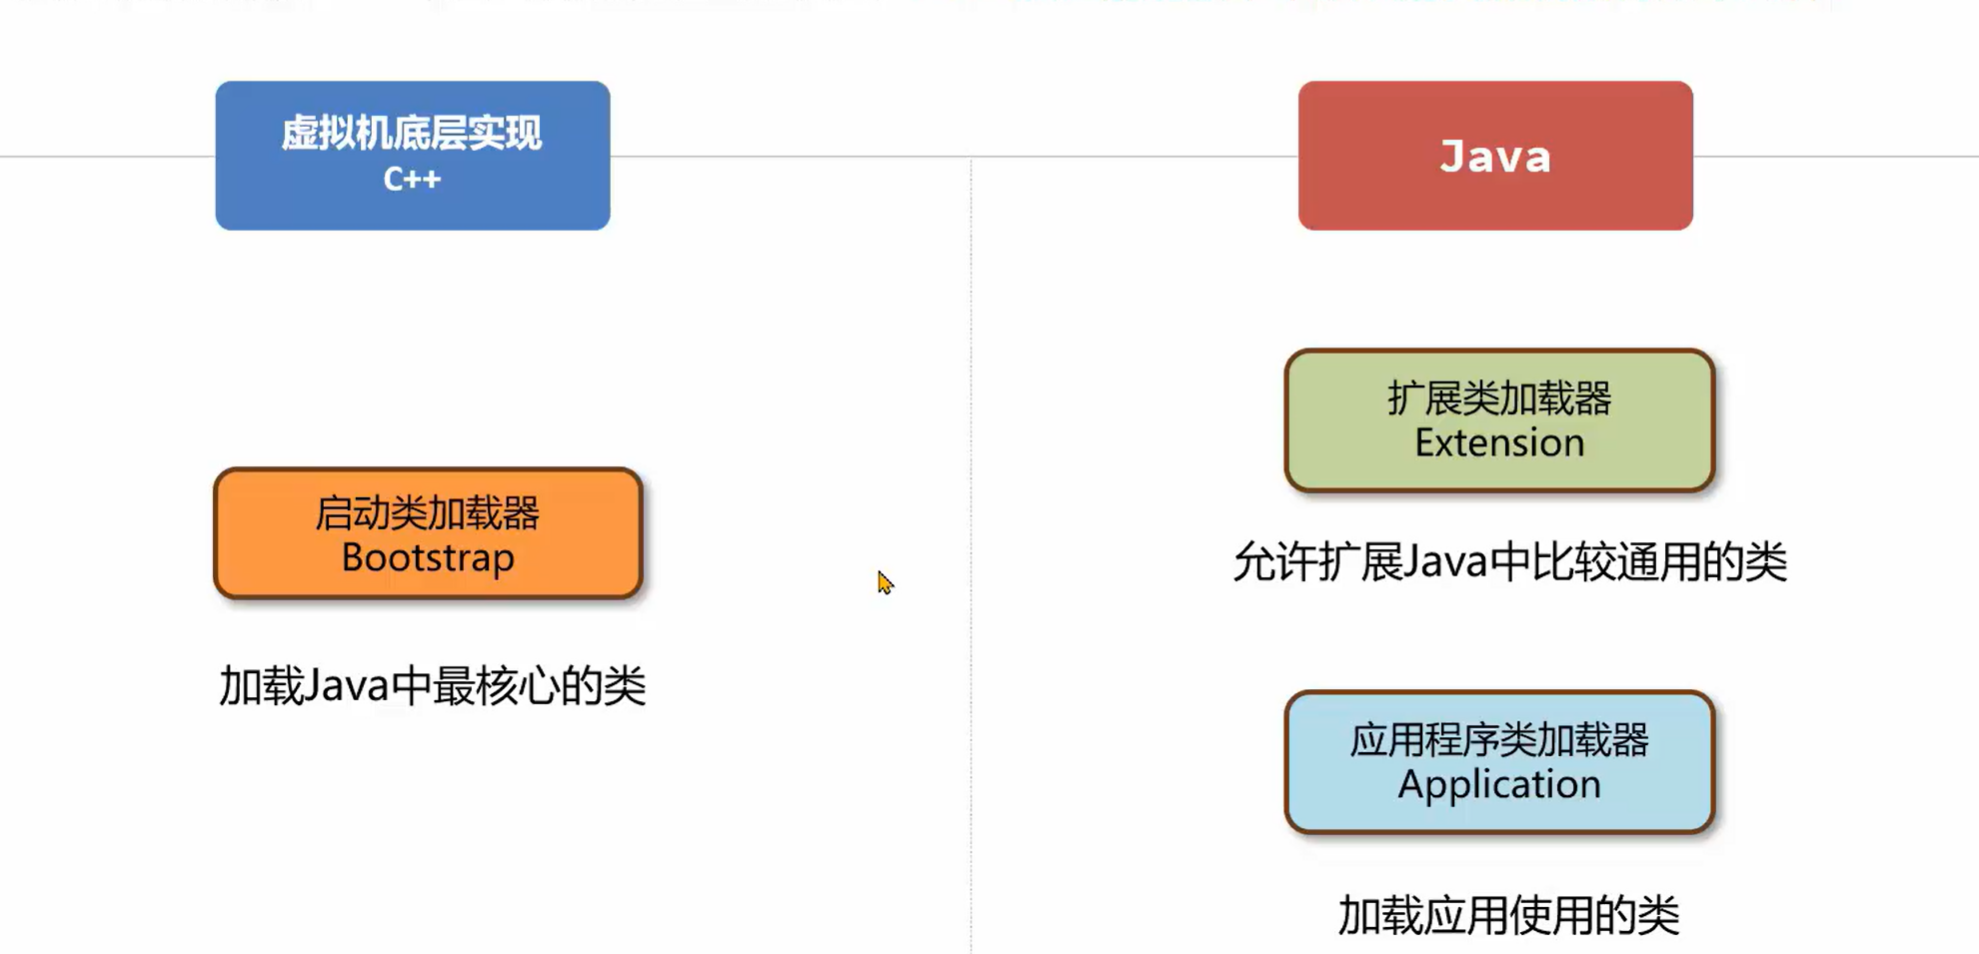 虚拟机底层实现
C++
启动类加载器
Bootstrap
加载Java中最核心的类
Java
扩展类加载器
Extension
允许扩展Java中比较通用的类
应用程序类加载器
Application
加载应用使用的类